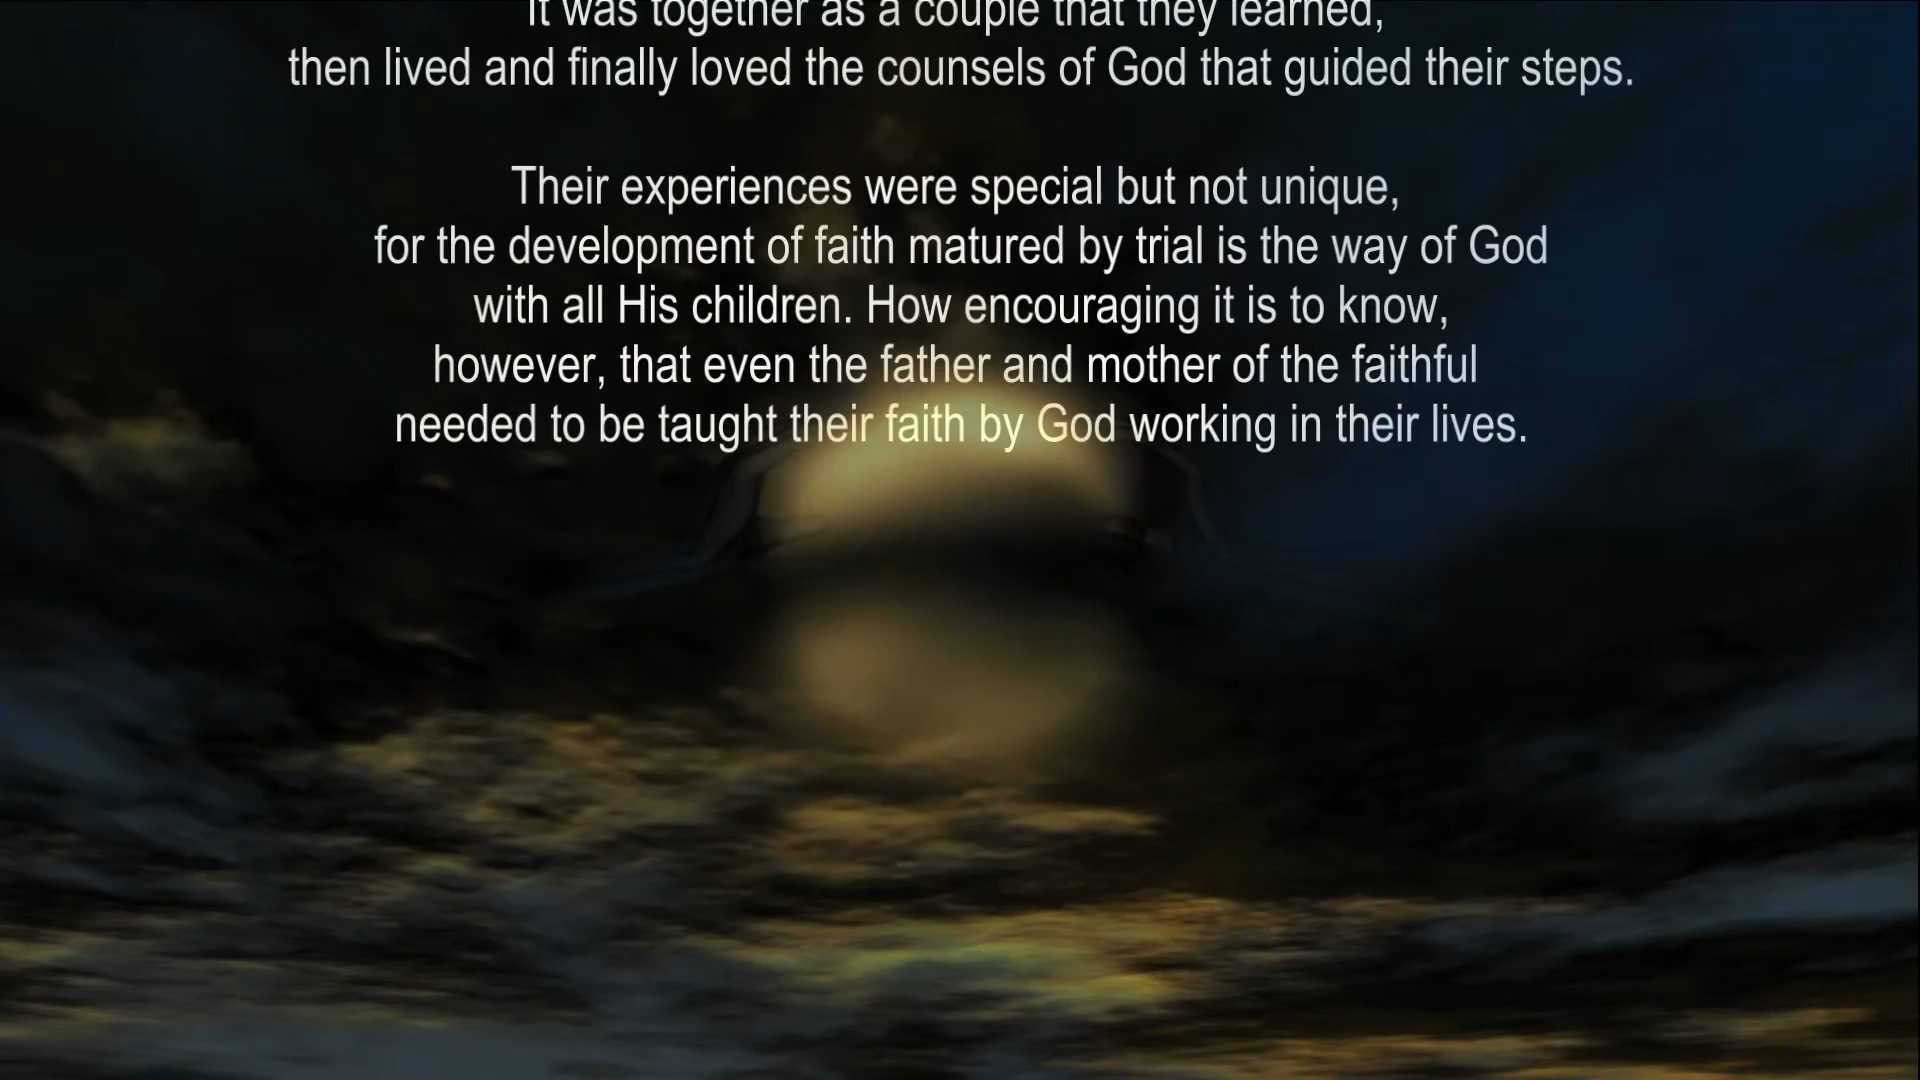 It was together as a couple that they learned,
then lived and finally loved the counsels of God that guided their steps.
Their experiences were special but not unique,
for the development of faith matured by trial is the way of God
with all His children. How encouraging it is to know,
however, that even the father and mother of the faithful
needed to be taught their faith by God working in their lives.